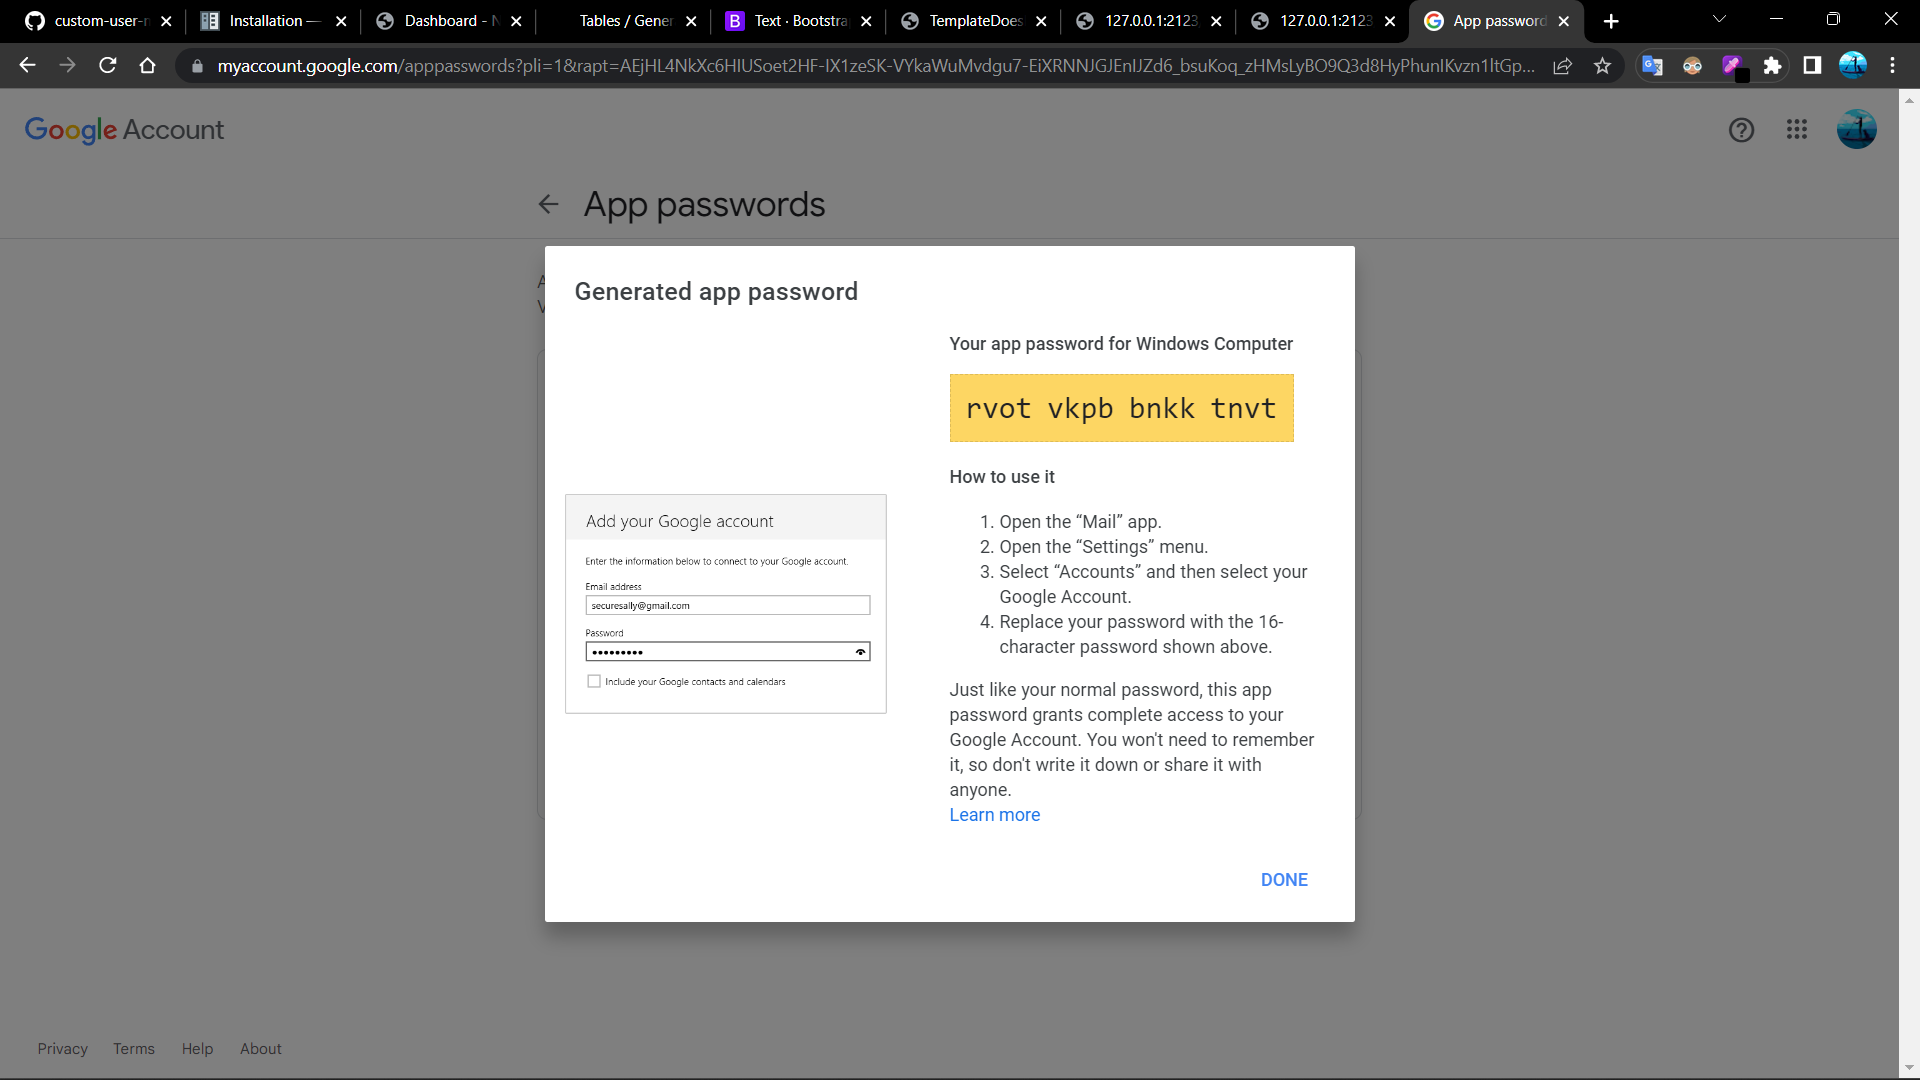 custom-user-n
Installation —
Dashboard - N
Tables / Gener
Text · Bootstra
TemplateDoes
127.0.0.1:2123
127.0.0.1:2123
App password
myaccount.google.com/apppasswords?pli=1&rapt=AEjHL4NkXc6HIUSoet2HF-IX1zeSK-VYkaWuMvdgu7-EiXRNNJGJEnIJZd6_bsuKoq_zHMsLyBO9Q3d8HyPhunIKvzn1ltGp...
Google Account
App passwords
Generated app password
Your app password for Windows Computer
rvot vkpb bnkk tnvt
How to use it
1. Open the “Mail” app.
2. Open the “Settings” menu.
3. Select “Accounts” and then select your
Google Account.
4. Replace your password with the 16-
character password shown above.
Just like your normal password, this app
password grants complete access to your
Google Account. You won't need to remember
it, so don't write it down or share it with
anyone.
Learn more
Add your Google account
Enter the information below to connect to your Google account.
Email address
securesally@gmail.com
Password
Include your Google contacts and calendars
DONE
Privacy Terms Help About